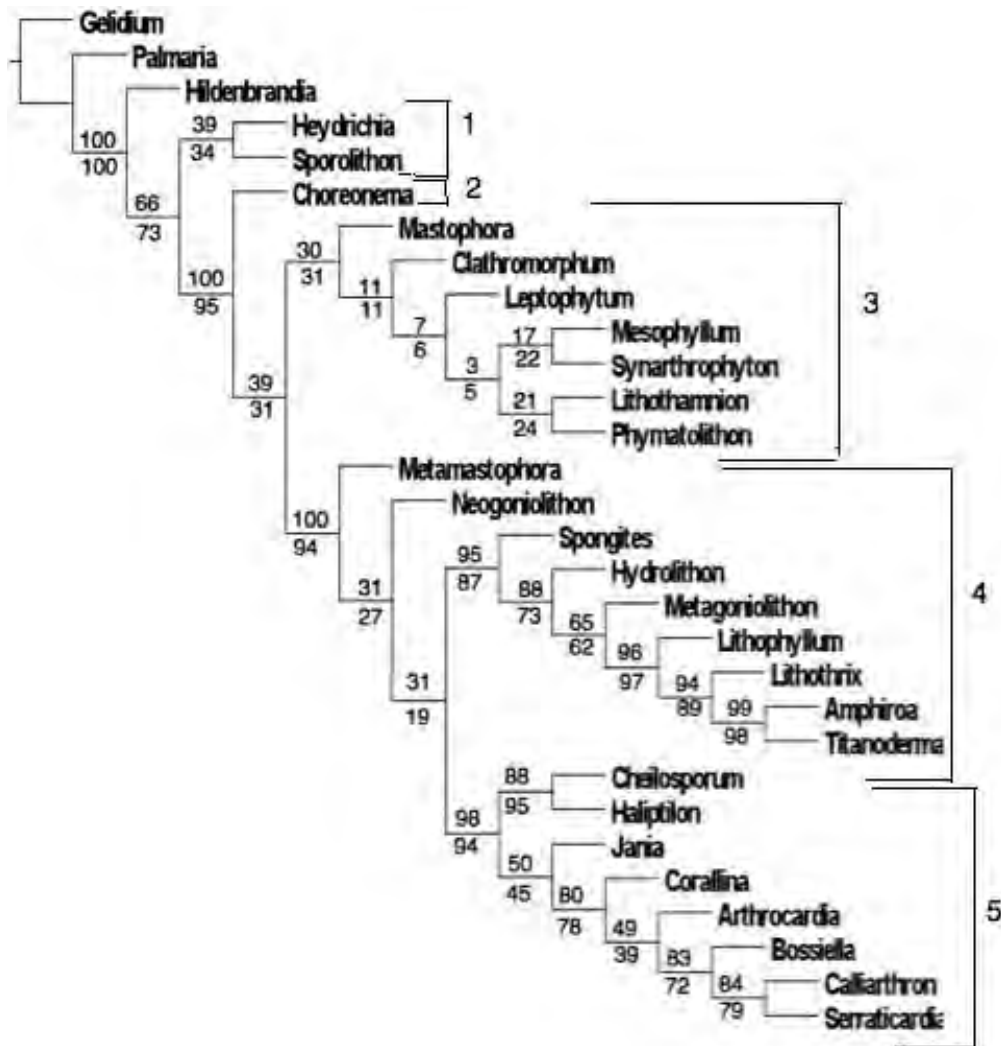 Gelidium
Palmaria
Hildenbrandia
39 Heydrichia 1
100 34 Sporolithon
100
66 Choreonema 2
73
30 Mastophora
31
100 11 Clathromorphum
95 11
7 Leptophytum 3
6
17 Mesophyllum
3 22 Synarthrophyton
39 5
31 21 Lithothamnion
24 Phymatolithon
Metamastophora
Neogoniolithon
100
94 95 Spongites
87
31 88 Hydrolithon 4
27 73
65 Metagoniolithon
62
96 Lithophyllum
97
31 94 Lithothrix
19 89
99 Amphiroa
98 Titanoderma
88 Cheilosporum
95 Haliptilon
98
94 Jania
50
45 80 Corallina
78
49 Arthrocardia 5
39
83 Bossiella
72
84 Calliarthron
79 Serraticardia